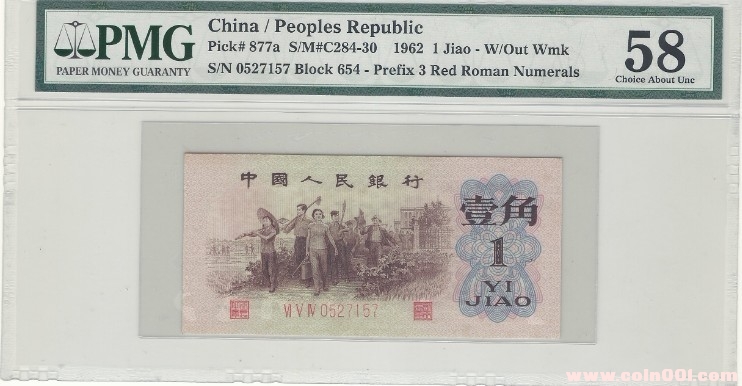 PMG
PAPER MONEY GUARANTY
China / Peoples Republic
Pick# 877a S/M#C284-30 1962 1 Jiao - W/Out Wmk
S/N 0527157 Block 654 - Prefix 3 Red Roman Numerals
58
Choice About Unc
中國人民銀行
壹角
1
YI
JIAO
VI V IV 0527157
www.coin001.com